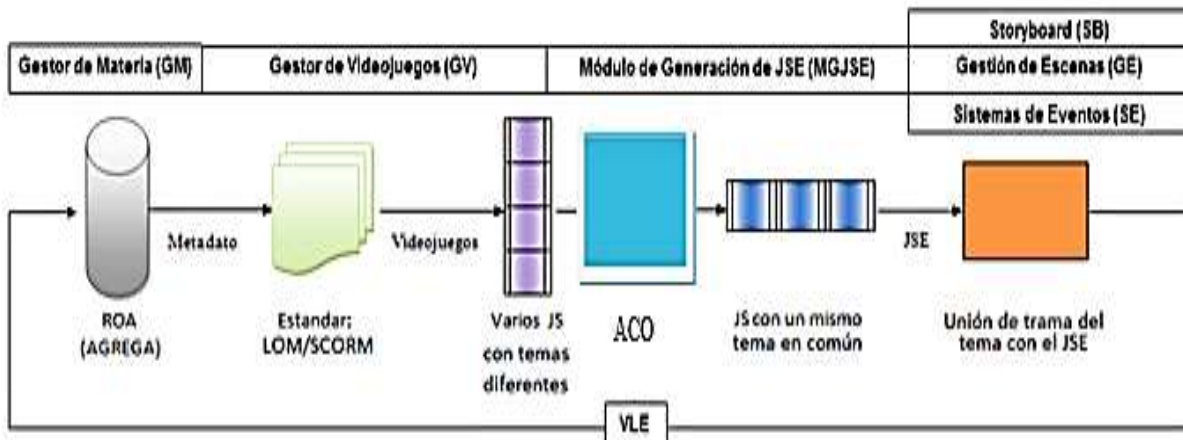 Storyboard (SB)
Gestor de Materia (GM)
Gestor de Videojuegos (GV)
Módulo de Generación de JSE (MGJSE)
Gestión de Escenas (GE)
Sistemas de Eventos (SE)
Metadato
Videojuegos
JSE
ROA
(AGREGA)
Estandar:
LOM/SCORM
Varios JS
con temas
diferentes
ACO
JS con un mismo
tema en común
Unión de trama del
tema con el JSE
VLE